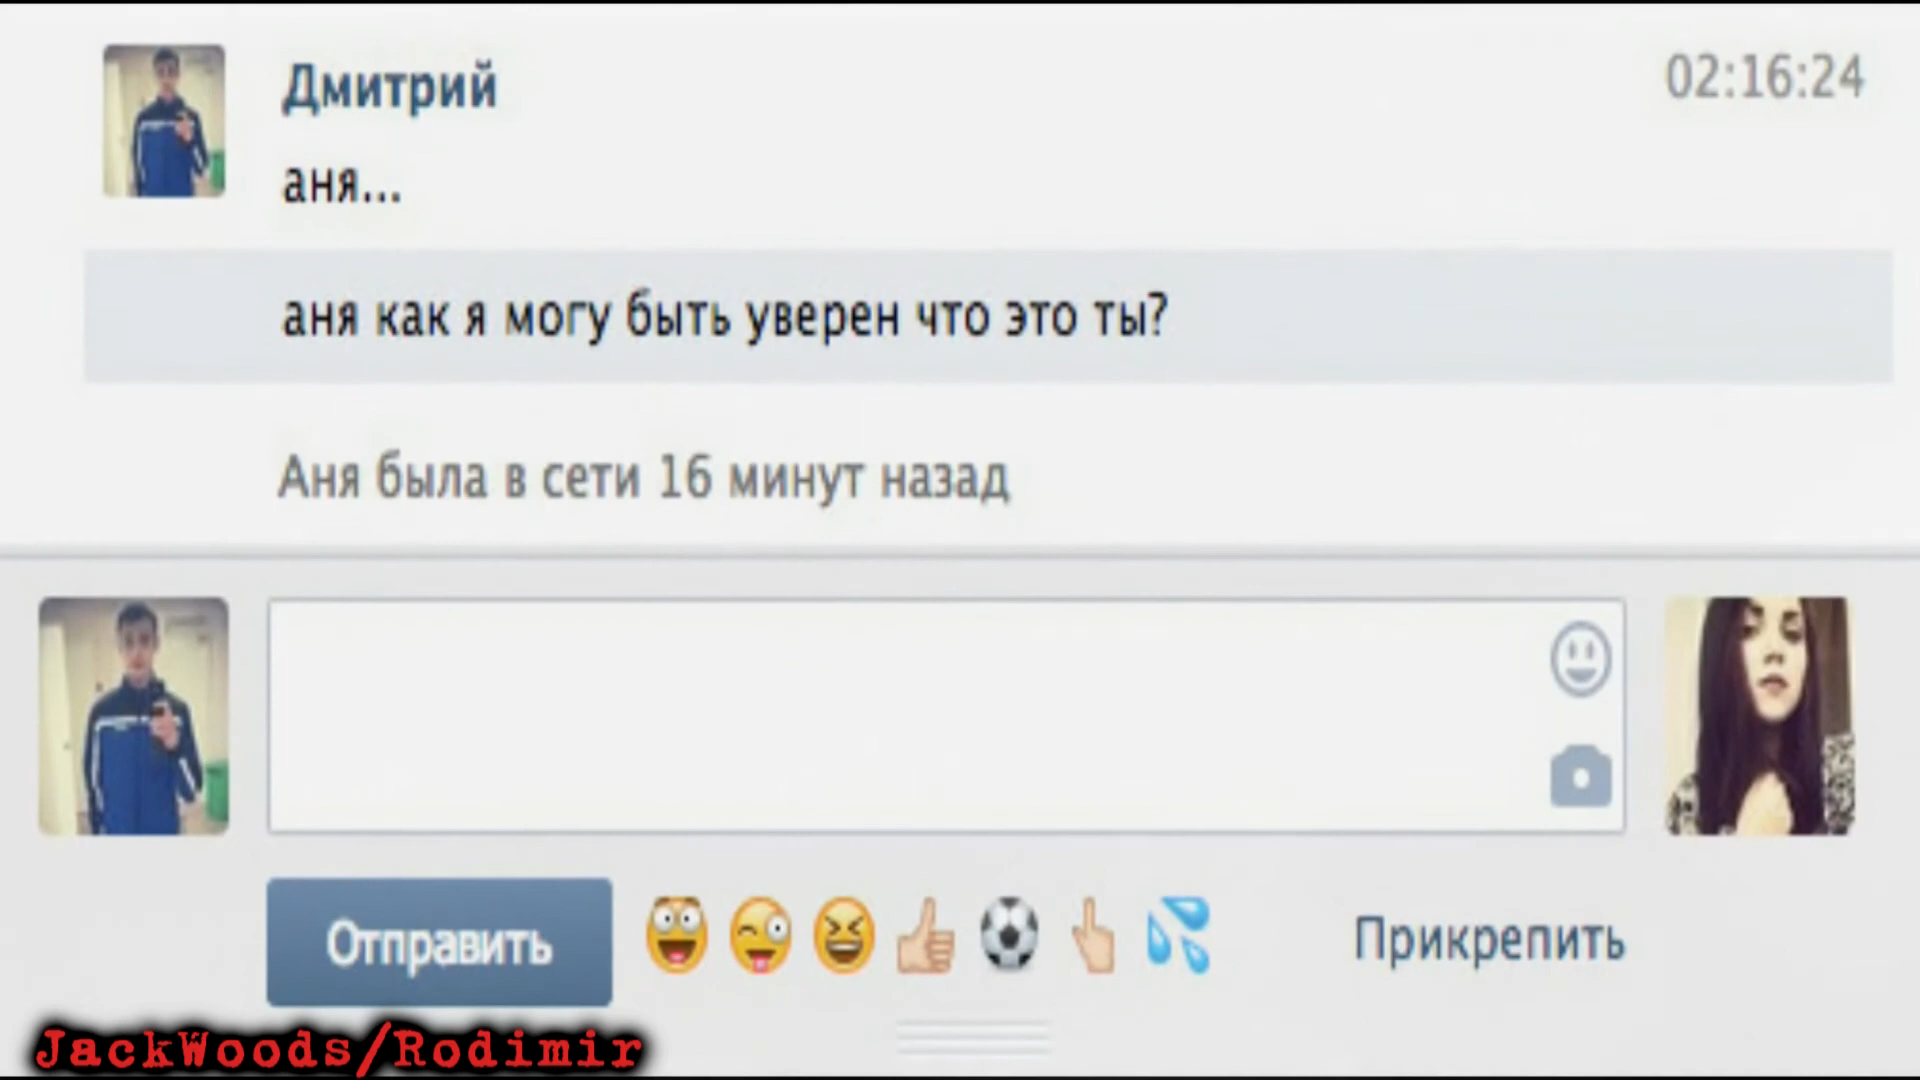 Дмитрий
02:16:24
аня...
аня как я могу быть уверен что это ты?
Аня была в сети 16 минут назад
Отправить
Прикрепить
JackWoods/Rodimir